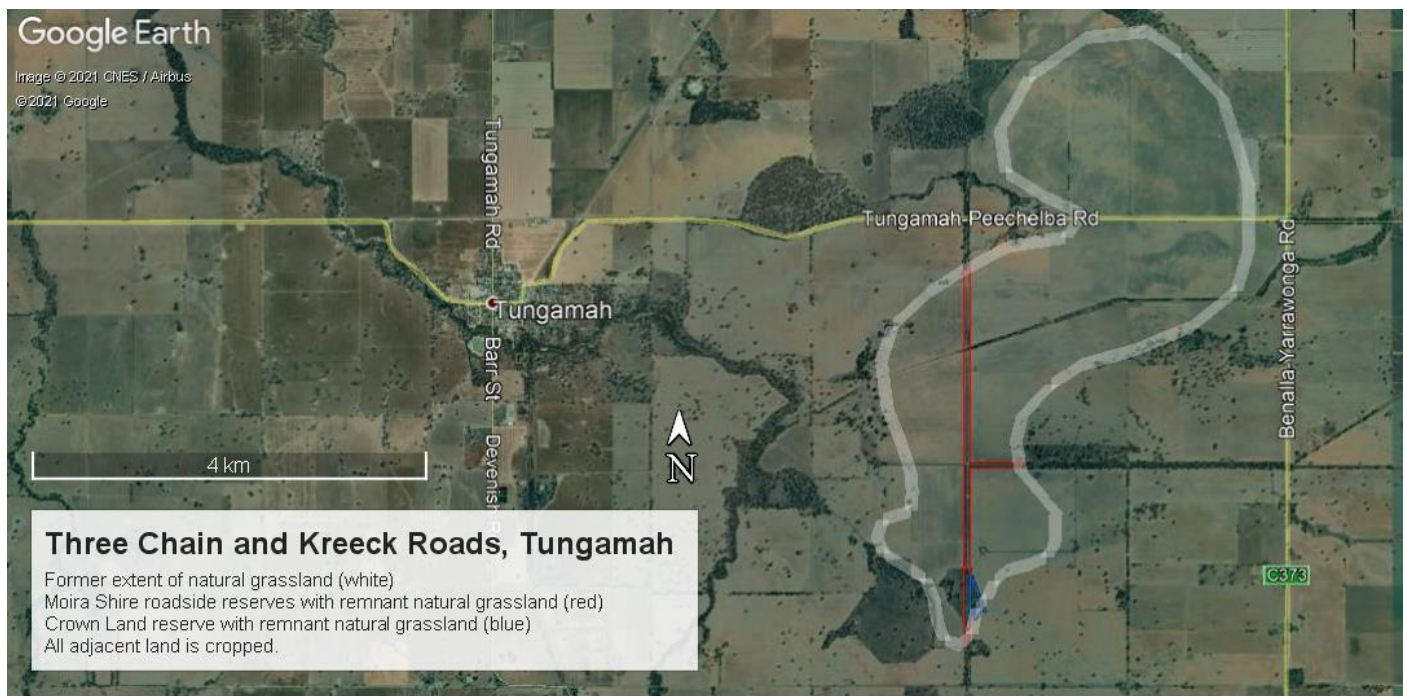 Google Earth
Image © 2021 CNES / Airbus
©2021 Google
Tungamah Rd
Tungamah-Peechelba Rd
Benalla-Yarrawonga Rd
Tungamah
Barr St
Devenish
4 km
N
C373
Three Chain and Kreeck Roads, Tungamah
Former extent of natural grassland (white)
Moira Shire roadside reserves with remnant natural grassland (red)
Crown Land reserve with remnant natural grassland (blue)
All adjacent land is cropped.